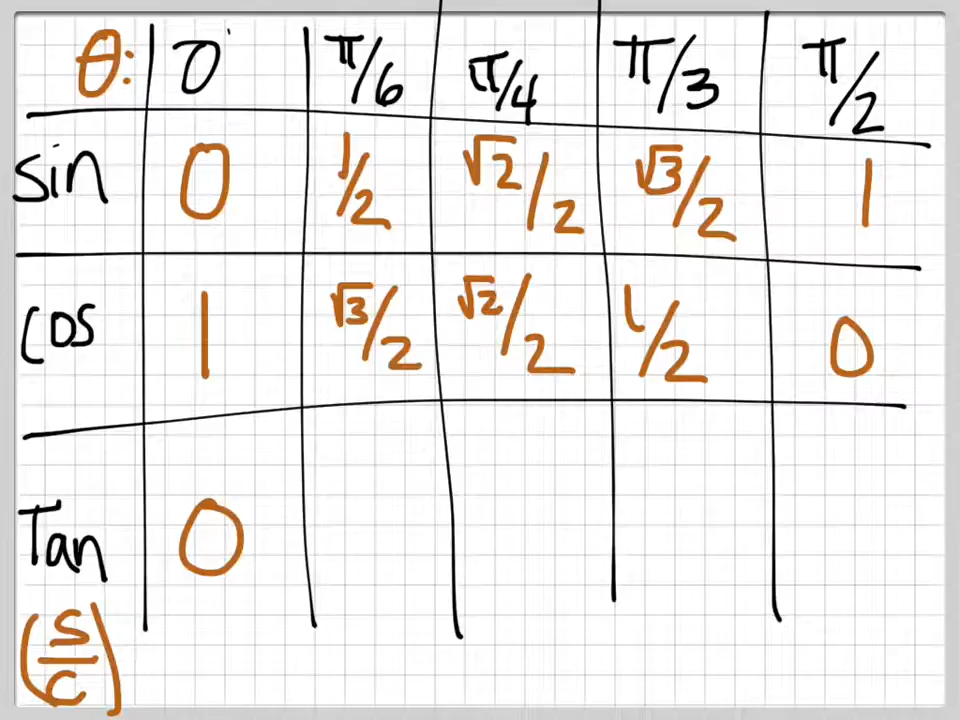 θ: 0 π/6 π/4 π/3 π/2
sin 0 1/2 √2/2 √3/2 1
cos 1 √3/2 √2/2 1/2 0
Tan 0
(S/C)